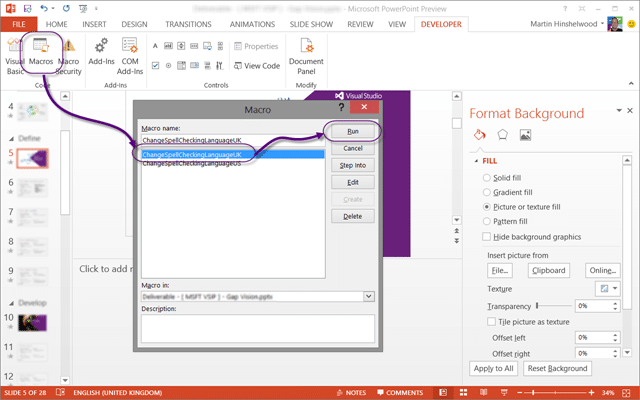 Deliverable - [ MSFT VSIP ] - Gap Vision.pptx - Microsoft PowerPoint Preview
FILE HOME INSERT DESIGN TRANSITIONS ANIMATIONS SLIDE SHOW REVIEW VIEW DEVELOPER Martin Hinshelwood
Visual Basic
Macros
Macro Security
Code
Add-Ins
COM Add-Ins
Add-Ins
Properties
View Code
Controls
Document Panel
Modify
4
Define
5
6
7
8
9
Develop
10
11
12
Visual Studio
Click to add n
Macro
?
Macro name:
ChangeSpellCheckingLanguageUK
ChangeSpellCheckingLanguageUK
ChangeSpellCheckingLanguageUS
Run
Cancel
Step Into
Edit
Create
Delete
Macro in:
Deliverable - [ MSFT VSIP ] - Gap Vision.pptx
Description:
Format Background
FILL
Solid fill
Gradient fill
Picture or texture fill
Pattern fill
Hide background graphics
Insert picture from
File... Clipboard Online...
Texture
Transparency 0%
Tile picture as texture
Offset left 0%
Offset right 0%
Apply to All Reset Background
SLIDE 5 OF 28 ENGLISH (UNITED KINGDOM) NOTES COMMENTS 34%